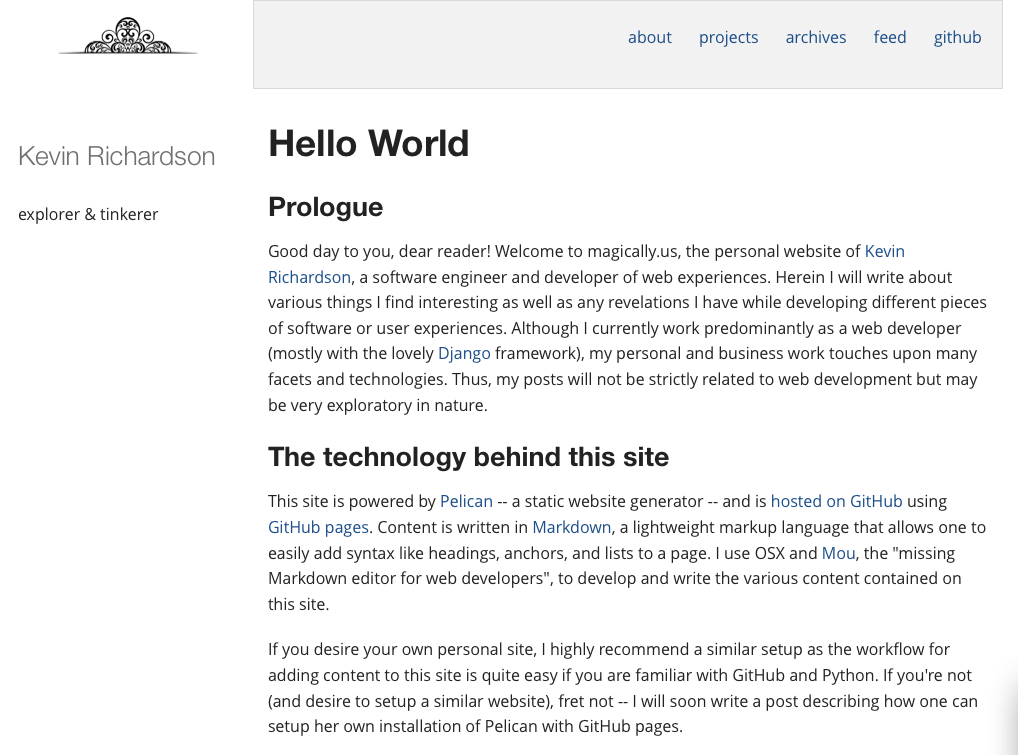 about projects archives feed github
Kevin Richardson
explorer & tinkerer
Hello World
Prologue
Good day to you, dear reader! Welcome to magically.us, the personal website of Kevin
Richardson, a software engineer and developer of web experiences. Herein I will write about
various things I find interesting as well as any revelations I have while developing different pieces
of software or user experiences. Although I currently work predominantly as a web developer
(mostly with the lovely Django framework), my personal and business work touches upon many
facets and technologies. Thus, my posts will not be strictly related to web development but may
be very exploratory in nature.
The technology behind this site
This site is powered by Pelican -- a static website generator -- and is hosted on GitHub using
GitHub pages. Content is written in Markdown, a lightweight markup language that allows one to
easily add syntax like headings, anchors, and lists to a page. I use OSX and Mou, the "missing
Markdown editor for web developers", to develop and write the various content contained on
this site.
If you desire your own personal site, I highly recommend a similar setup as the workflow for
adding content to this site is quite easy if you are familiar with GitHub and Python. If you're not
(and desire to setup a similar website), fret not -- I will soon write a post describing how one can
setup her own installation of Pelican with GitHub pages.